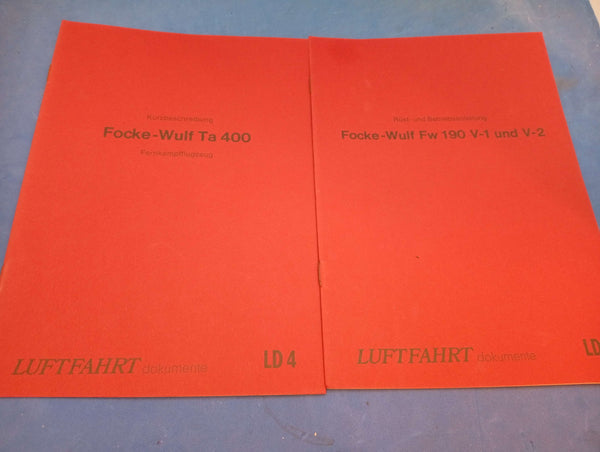 Kurzbeschreibung
Focke-Wulf Ta 400
Fernkampfflugzeug
LUFTFAHRT dokumente LD 4
Rüst- und Betriebsanleitung
Focke-Wulf Fw 190 V-1 und V-2
LUFTFAHRT dokumente LD